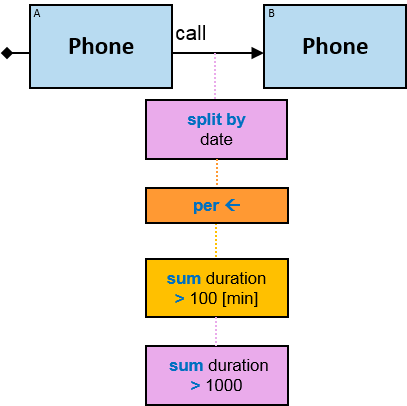 A
Phone
call
B
Phone
split by
date
per ←
sum duration
> 100 [min]
sum duration
> 1000